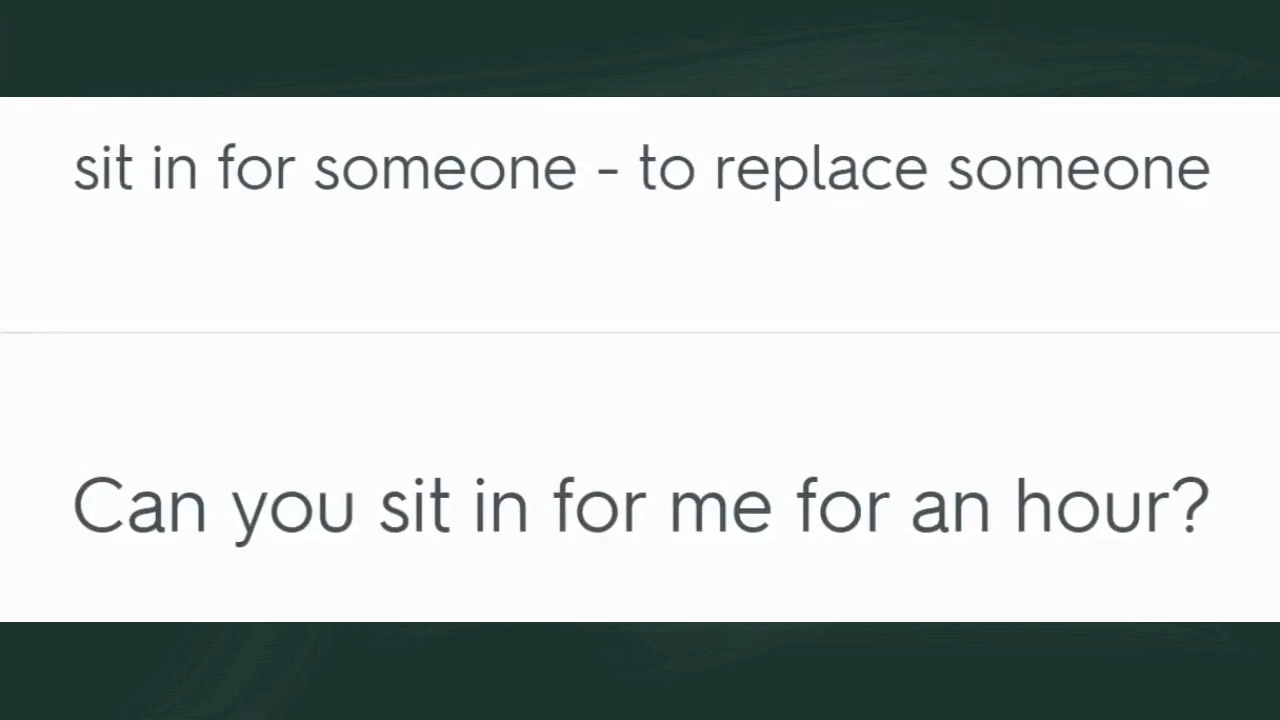 sit in for someone - to replace someone
Can you sit in for me for an hour?